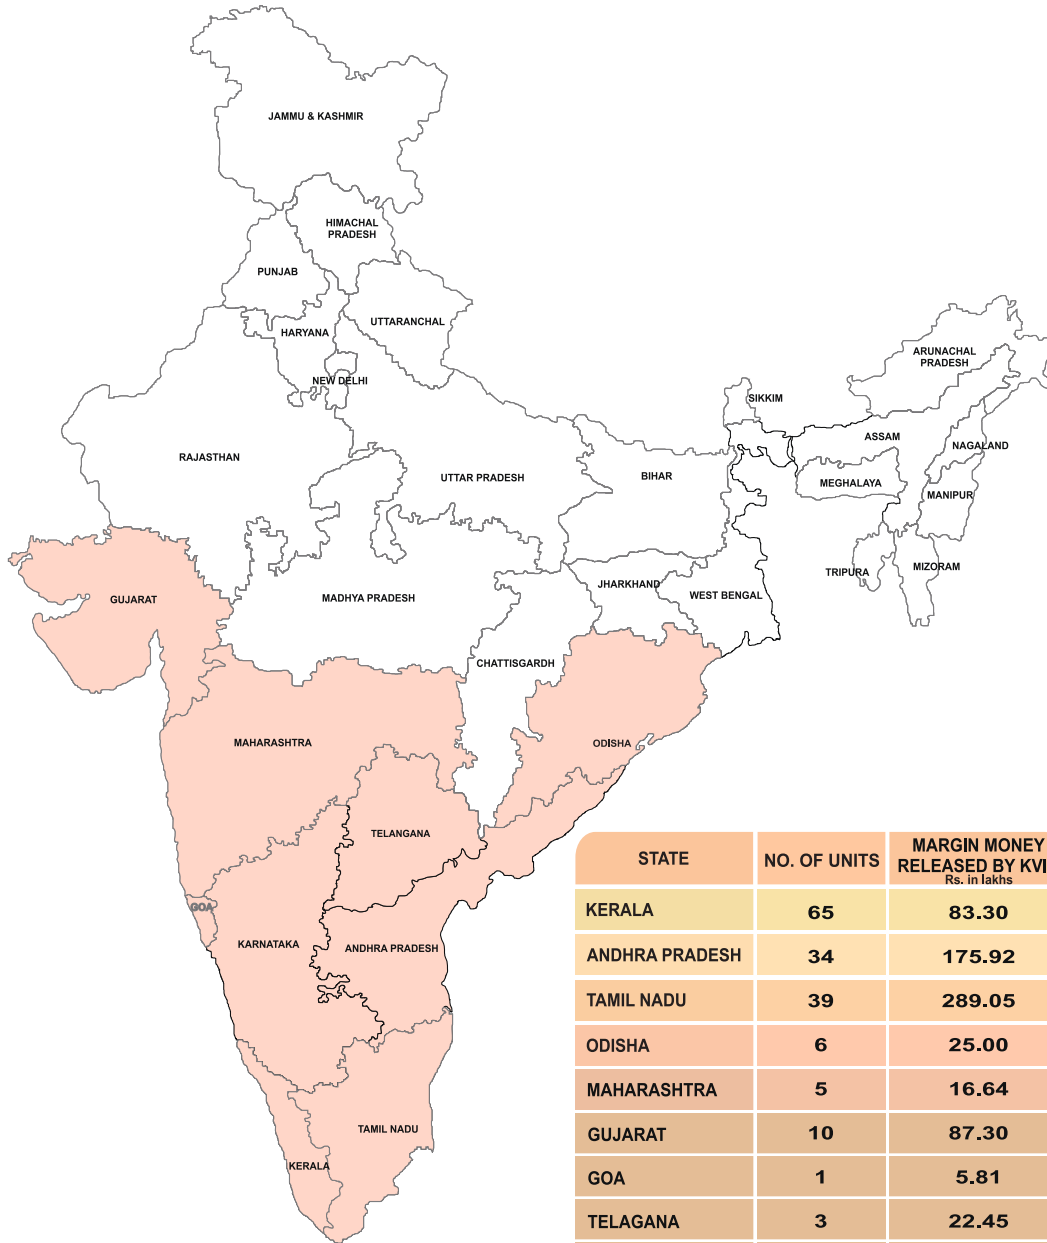 JAMMU & KASHMIR
HIMACHAL
PRADESH
PUNJAB
UTTARANCHAL
HARYANA
ARUNACHAL
PRADESH
NEW DELHI
SIKKIM
ASSAM
NAGALAND
RAJASTHAN
UTTAR PRADESH
BIHAR
MEGHALAYA
MANIPUR
TRIPURA
MIZORAM
JHARKHAND
WEST BENGAL
GUJARAT
MADHYA PRADESH
CHATTISGARDH
MAHARASHTRA
ODISHA
TELANGANA
GOA
KARNATAKA
ANDHRA PRADESH
TAMIL NADU
KERALA
STATE NO. OF UNITS MARGIN MONEY
RELEASED BY KVI
Rs. in lakhs
KERALA 65 83.30
ANDHRA PRADESH 34 175.92
TAMIL NADU 39 289.05
ODISHA 6 25.00
MAHARASHTRA 5 16.64
GUJARAT 10 87.30
GOA 1 5.81
TELAGANA 3 22.45